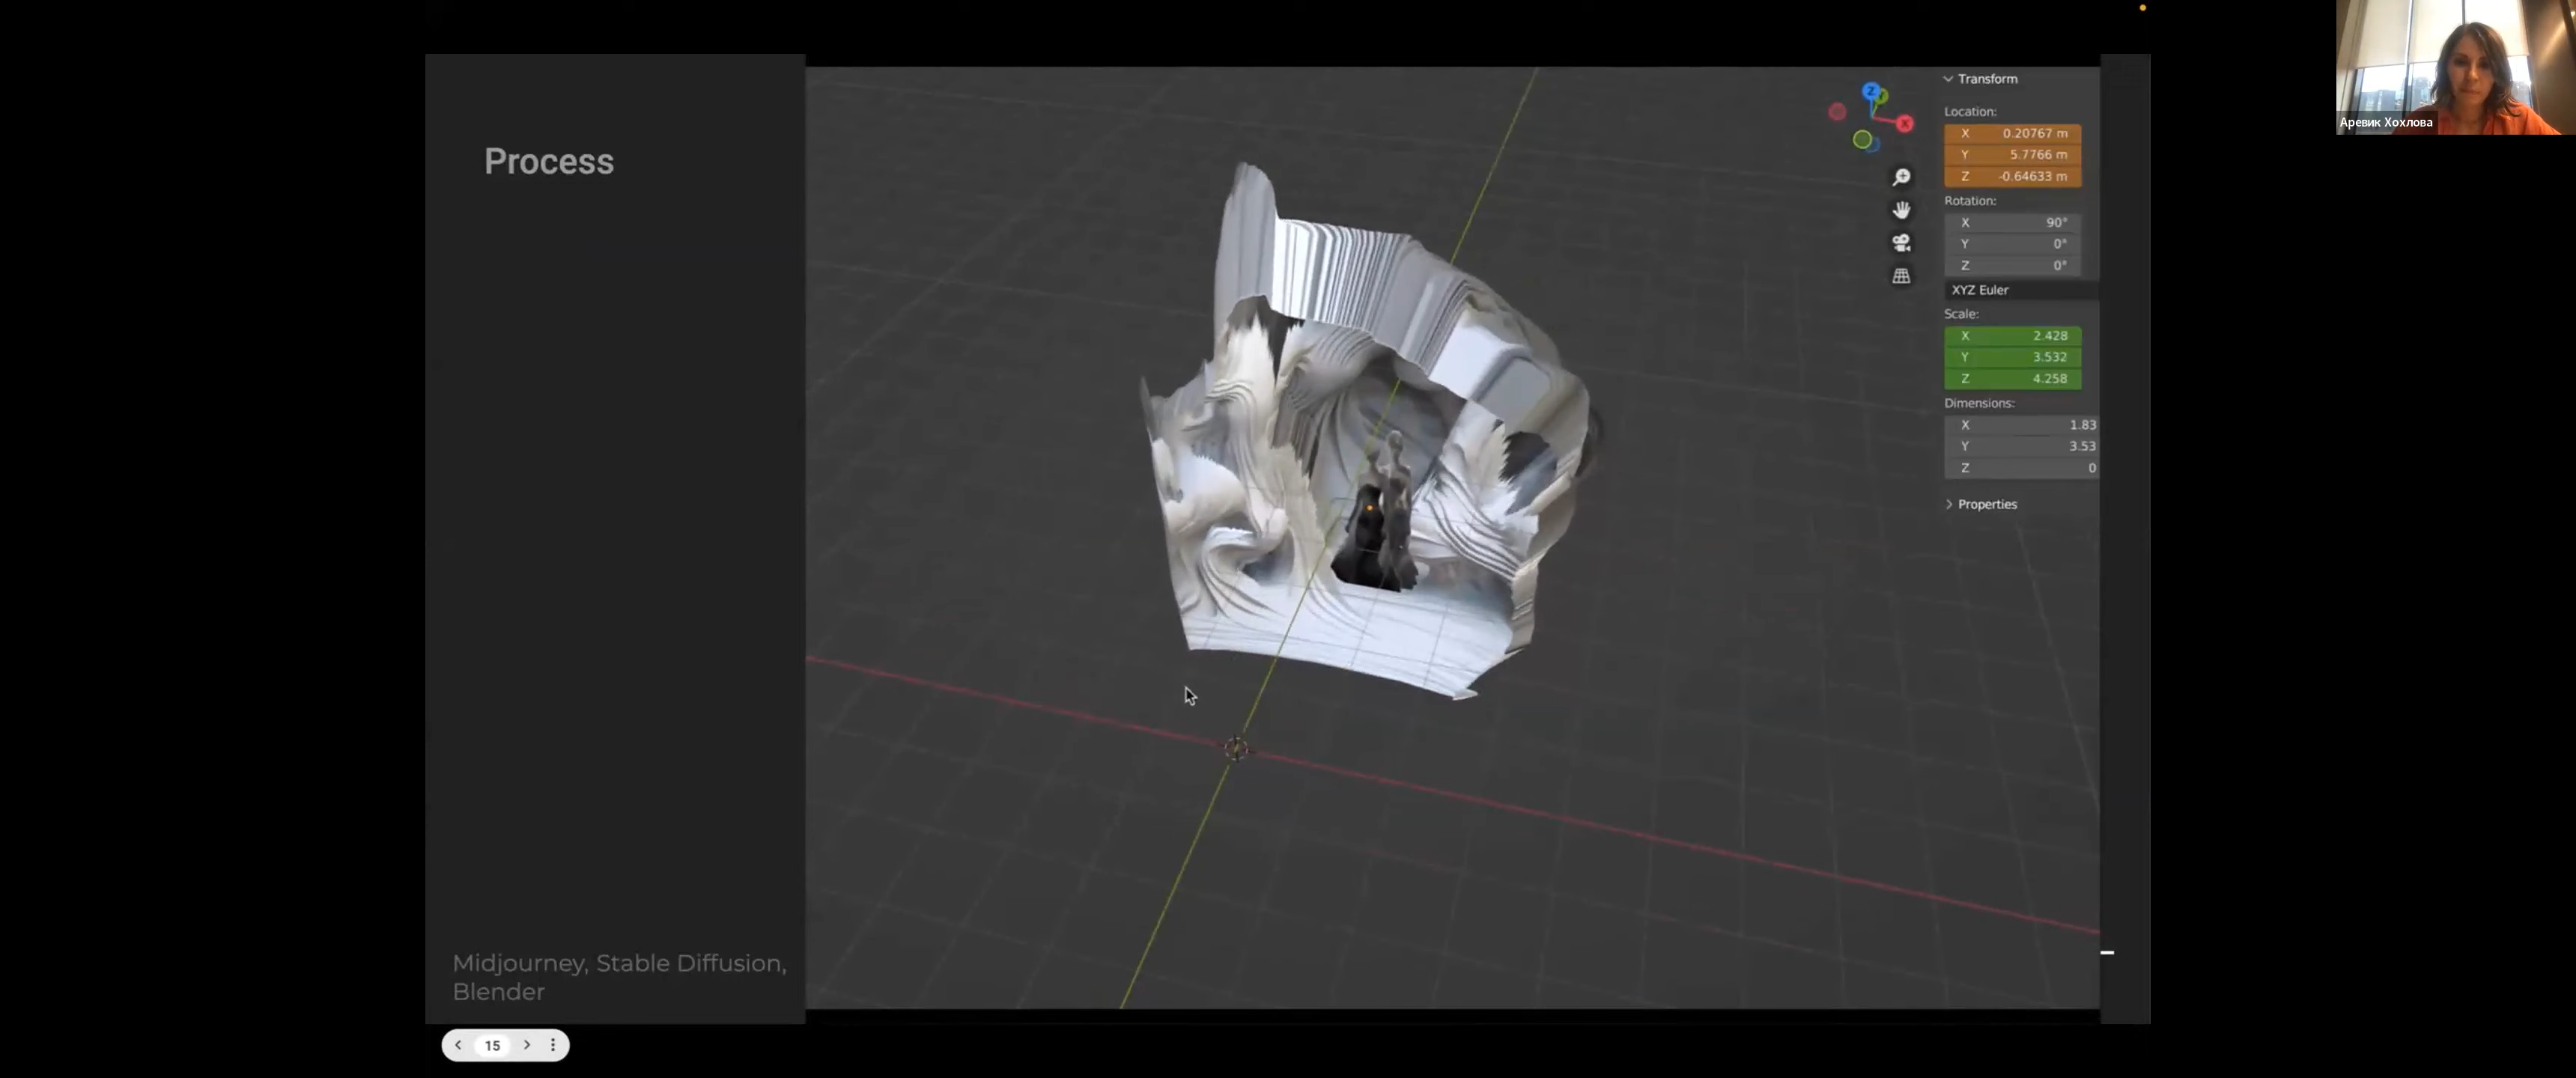 Process
Midjourney, Stable Diffusion,
Blender
15
Z
Y
X
Transform
Location:
X 0.20767 m
Y 5.7766 m
Z -0.64633 m
Rotation:
X 90°
Y 0°
Z 0°
XYZ Euler
Scale:
X 2.428
Y 3.532
Z 4.258
Dimensions:
X 1.83
Y 3.53
Z 0
Properties
Аревик Хохлова